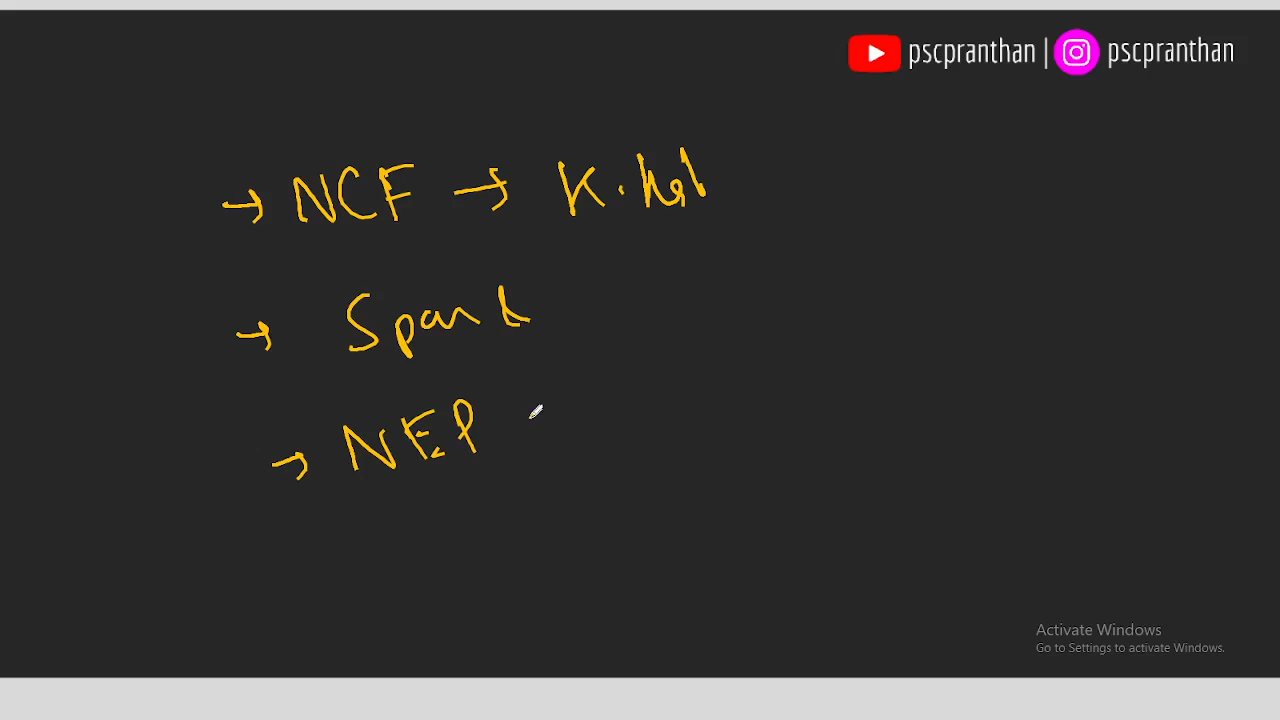 pscpranthan | pscpranthan
→ NCF → K.
→ Spark
→ NEP
Activate Windows
Go to Settings to activate Windows.